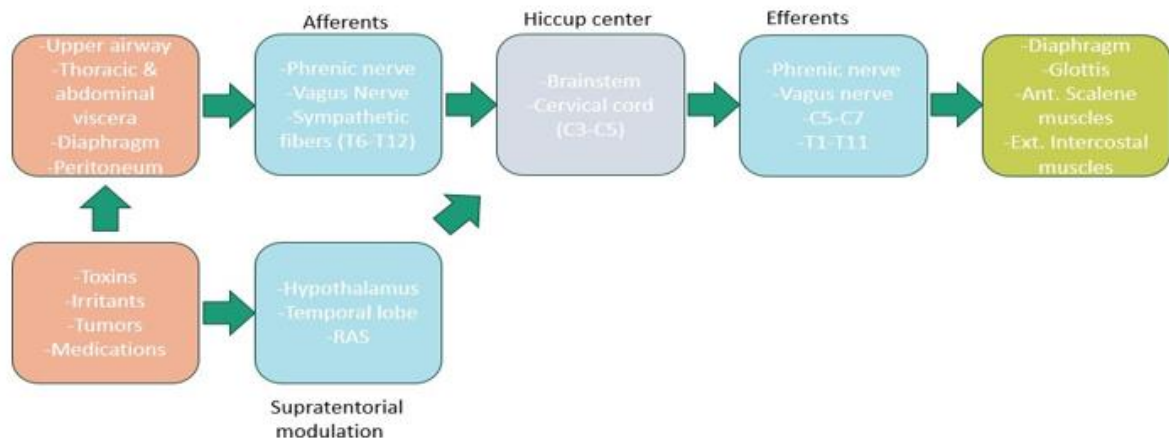 Afferents
Hiccup center
Efferents
-Upper airway
-Thoracic &
abdominal
viscera
-Diaphragm
-Peritoneum
-Phrenic nerve
-Vagus Nerve
-Sympathetic
fibers (T6-T12)
-Brainstem
-Cervical cord
(C3-C5)
-Phrenic nerve
-Vagus nerve
-C5-C7
-T1-T11
-Diaphragm
-Glottis
-Ant. Scalene
muscles
-Ext. Intercostal
muscles
-Toxins
-Irritants
-Tumors
-Medications
-Hypothalamus
-Temporal lobe
-RAS
Supratentorial
modulation